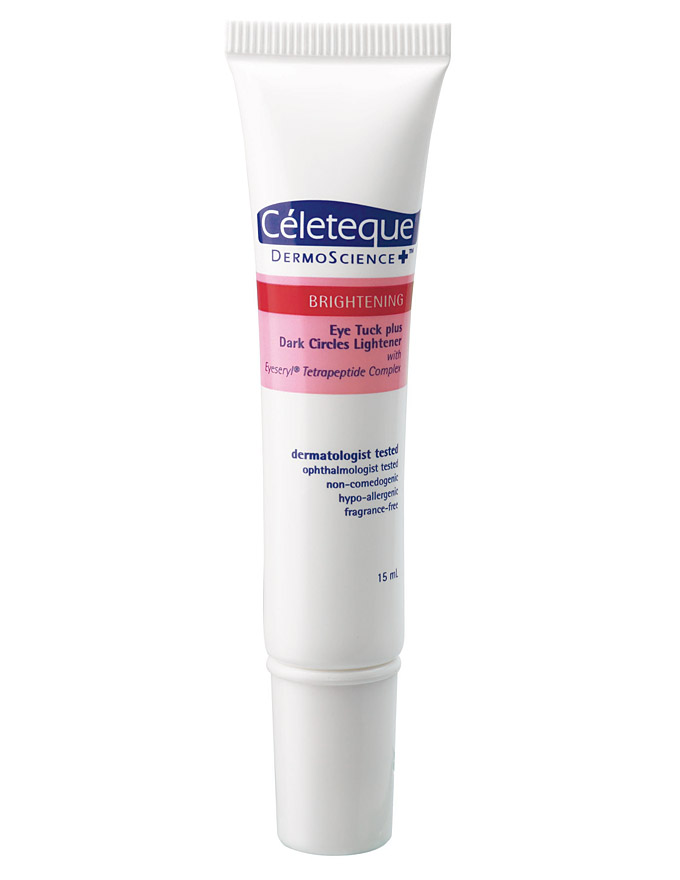 Céleteque
DERMOSCIENCE+™
BRIGHTENING
Eye Tuck plus
Dark Circles Lightener
with
Eyeseryl® Tetrapeptide Complex
dermatologist tested
ophthalmologist tested
non-comedogenic
hypo-allergenic
fragrance-free
15 mL